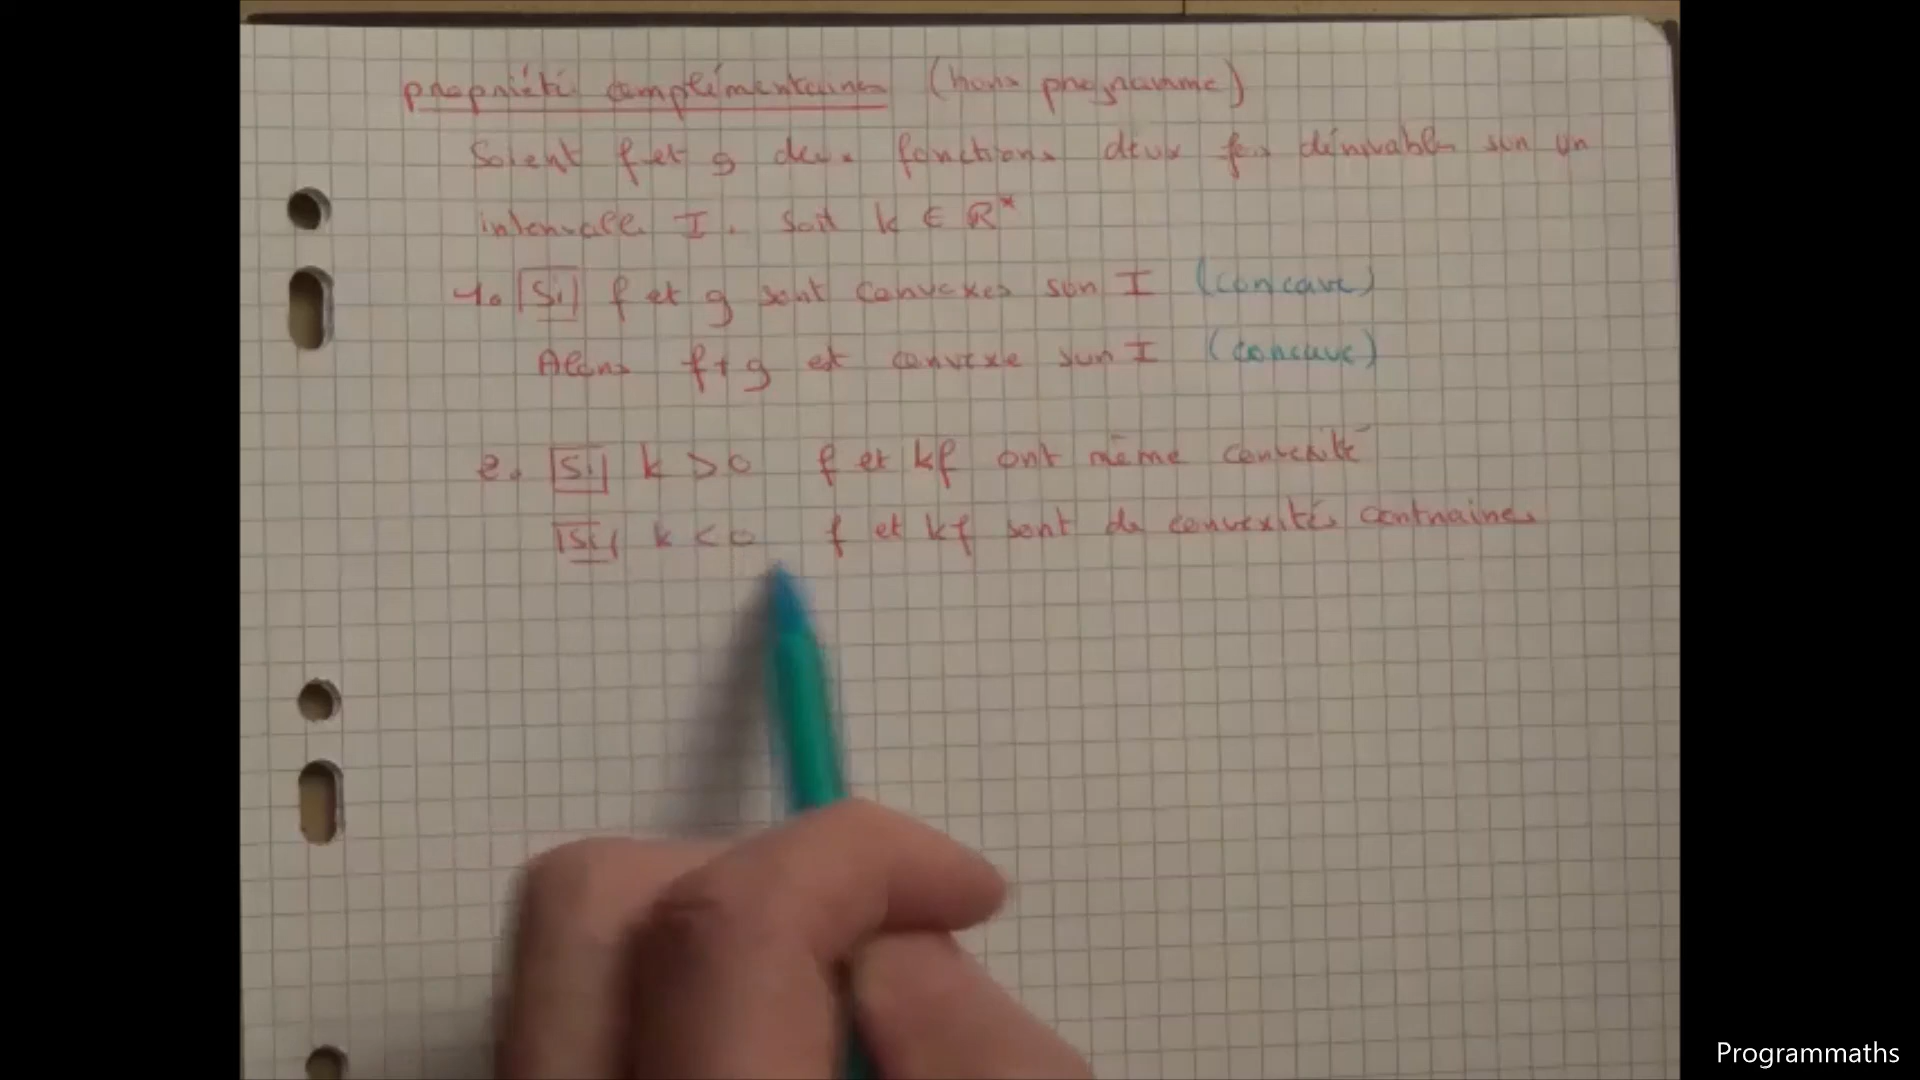 propriétés complémentaires (hors programme)
Soient f et g deux fonctions deux fois dérivables sur un
intervalle I. Soit k ∈ ℝ*
1. Si f et g sont convexes sur I (concave)
Alors f+g est convexe sur I (concave)
2. Si k > 0 f et kf ont même convexité
Si k < 0 f et kf sont de convexités contraires
Programmaths